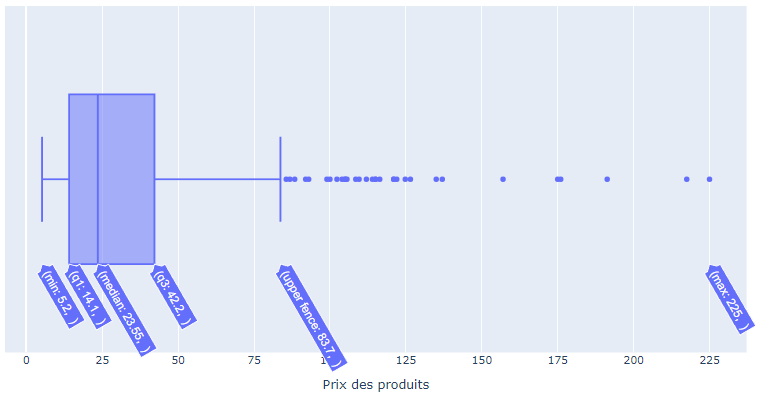 (min: 5.2, )
(q1: 14.1, )
(median: 23.55, )
(q3: 42.2, )
(upper fence: 83.7, )
(max: 225, )
0 25 50 75 125 150 175 200 225
Prix des produits